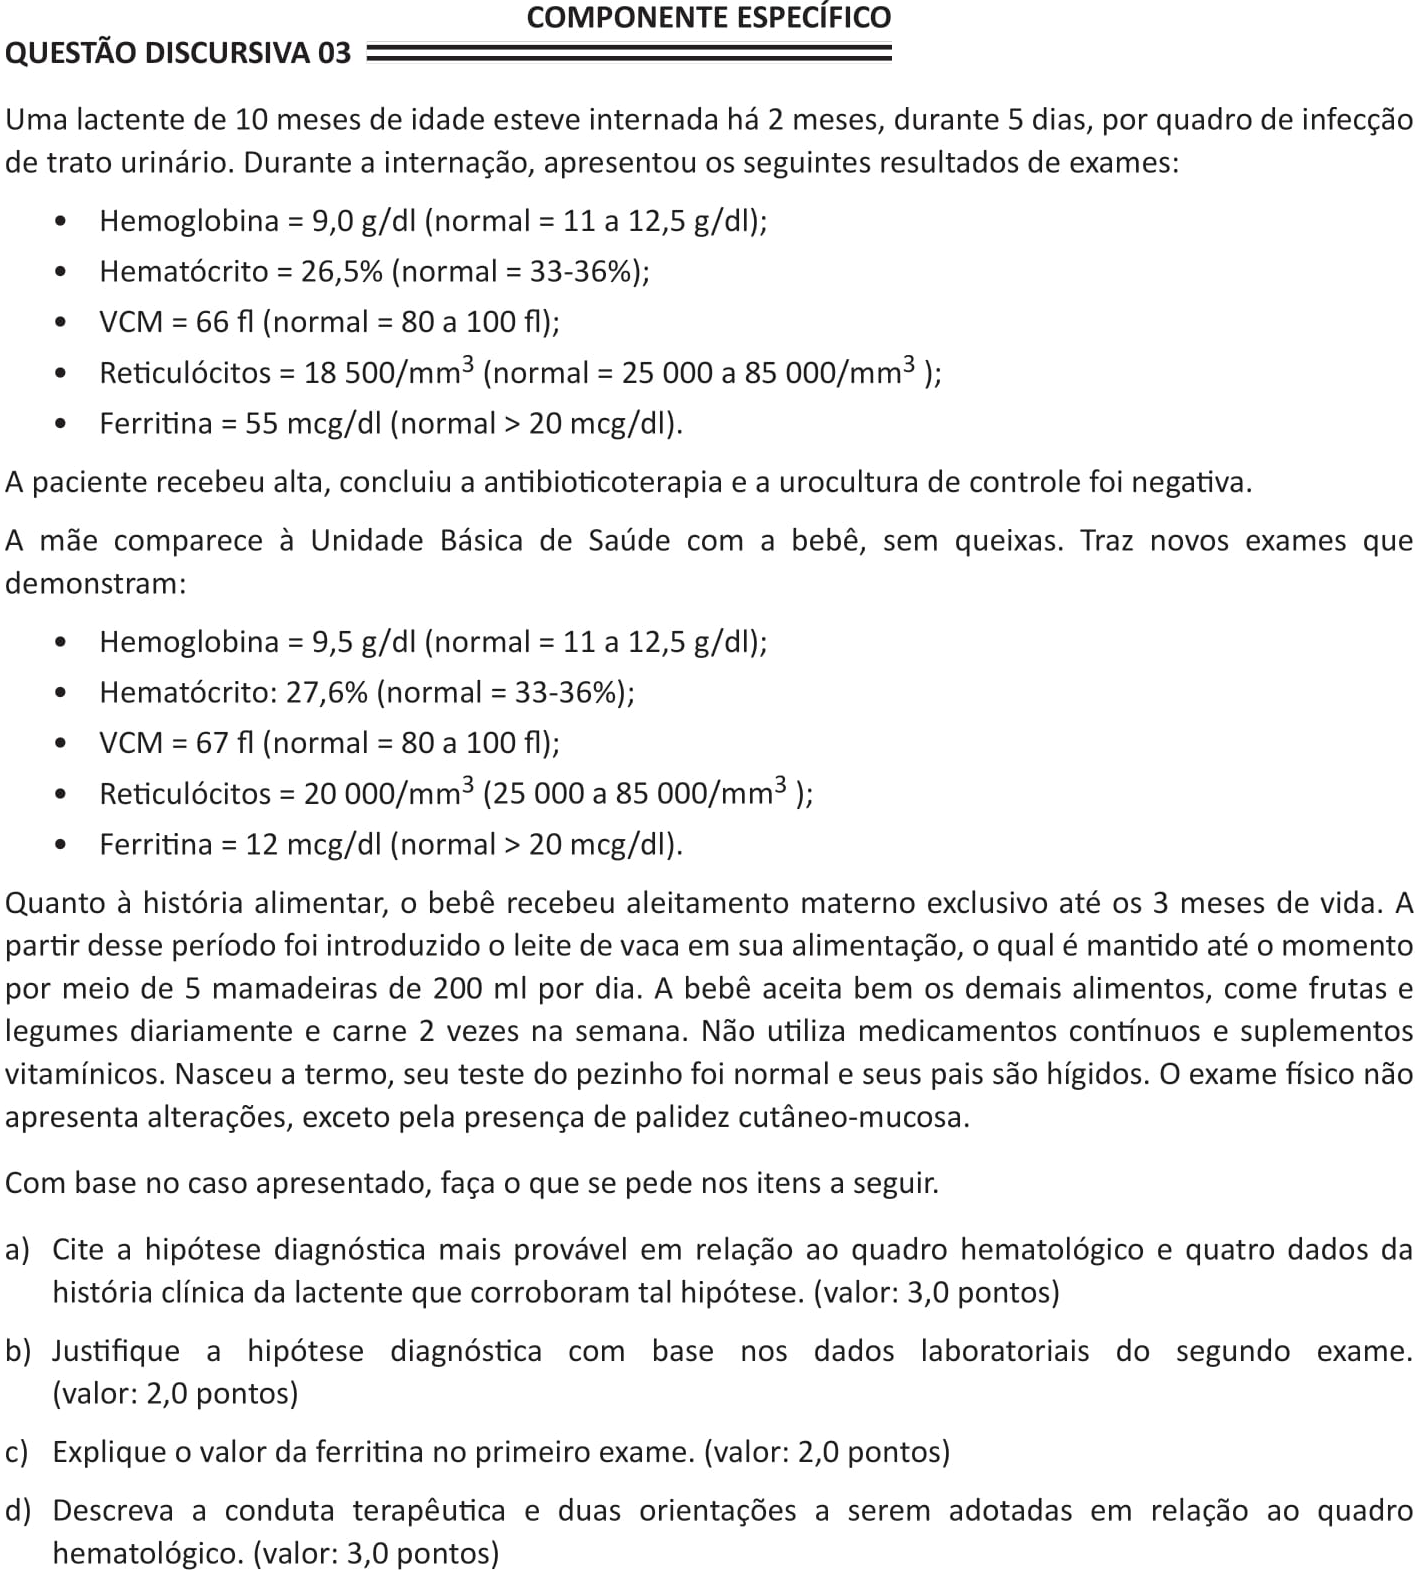 COMPONENTE ESPECÍFICO
QUESTÃO DISCURSIVA 03
Uma lactente de 10 meses de idade esteve internada há 2 meses, durante 5 dias, por quadro de infecção
de trato urinário. Durante a internação, apresentou os seguintes resultados de exames:
• Hemoglobina = 9,0 g/dl (normal = 11 a 12,5 g/dl);
• Hematócrito = 26,5% (normal = 33-36%);
• VCM = 66 fl (normal = 80 a 100 fl);
• Reticulócitos = 18 500/mm³ (normal = 25 000 a 85 000/mm³ );
• Ferritina = 55 mcg/dl (normal > 20 mcg/dl).
A paciente recebeu alta, concluiu a antibioticoterapia e a urocultura de controle foi negativa.
A mãe comparece à Unidade Básica de Saúde com a bebê, sem queixas. Traz novos exames que
demonstram:
• Hemoglobina = 9,5 g/dl (normal = 11 a 12,5 g/dl);
• Hematócrito: 27,6% (normal = 33-36%);
• VCM = 67 fl (normal = 80 a 100 fl);
• Reticulócitos = 20 000/mm³ (25 000 a 85 000/mm³ );
• Ferritina = 12 mcg/dl (normal > 20 mcg/dl).
Quanto à história alimentar, o bebê recebeu aleitamento materno exclusivo até os 3 meses de vida. A
partir desse período foi introduzido o leite de vaca em sua alimentação, o qual é mantido até o momento
por meio de 5 mamadeiras de 200 ml por dia. A bebê aceita bem os demais alimentos, come frutas e
legumes diariamente e carne 2 vezes na semana. Não utiliza medicamentos contínuos e suplementos
vitamínicos. Nasceu a termo, seu teste do pezinho foi normal e seus pais são hígidos. O exame físico não
apresenta alterações, exceto pela presença de palidez cutâneo-mucosa.
Com base no caso apresentado, faça o que se pede nos itens a seguir.
a) Cite a hipótese diagnóstica mais provável em relação ao quadro hematológico e quatro dados da
história clínica da lactente que corroboram tal hipótese. (valor: 3,0 pontos)
b) Justifique a hipótese diagnóstica com base nos dados laboratoriais do segundo exame.
(valor: 2,0 pontos)
c) Explique o valor da ferritina no primeiro exame. (valor: 2,0 pontos)
d) Descreva a conduta terapêutica e duas orientações a serem adotadas em relação ao quadro
hematológico. (valor: 3,0 pontos)